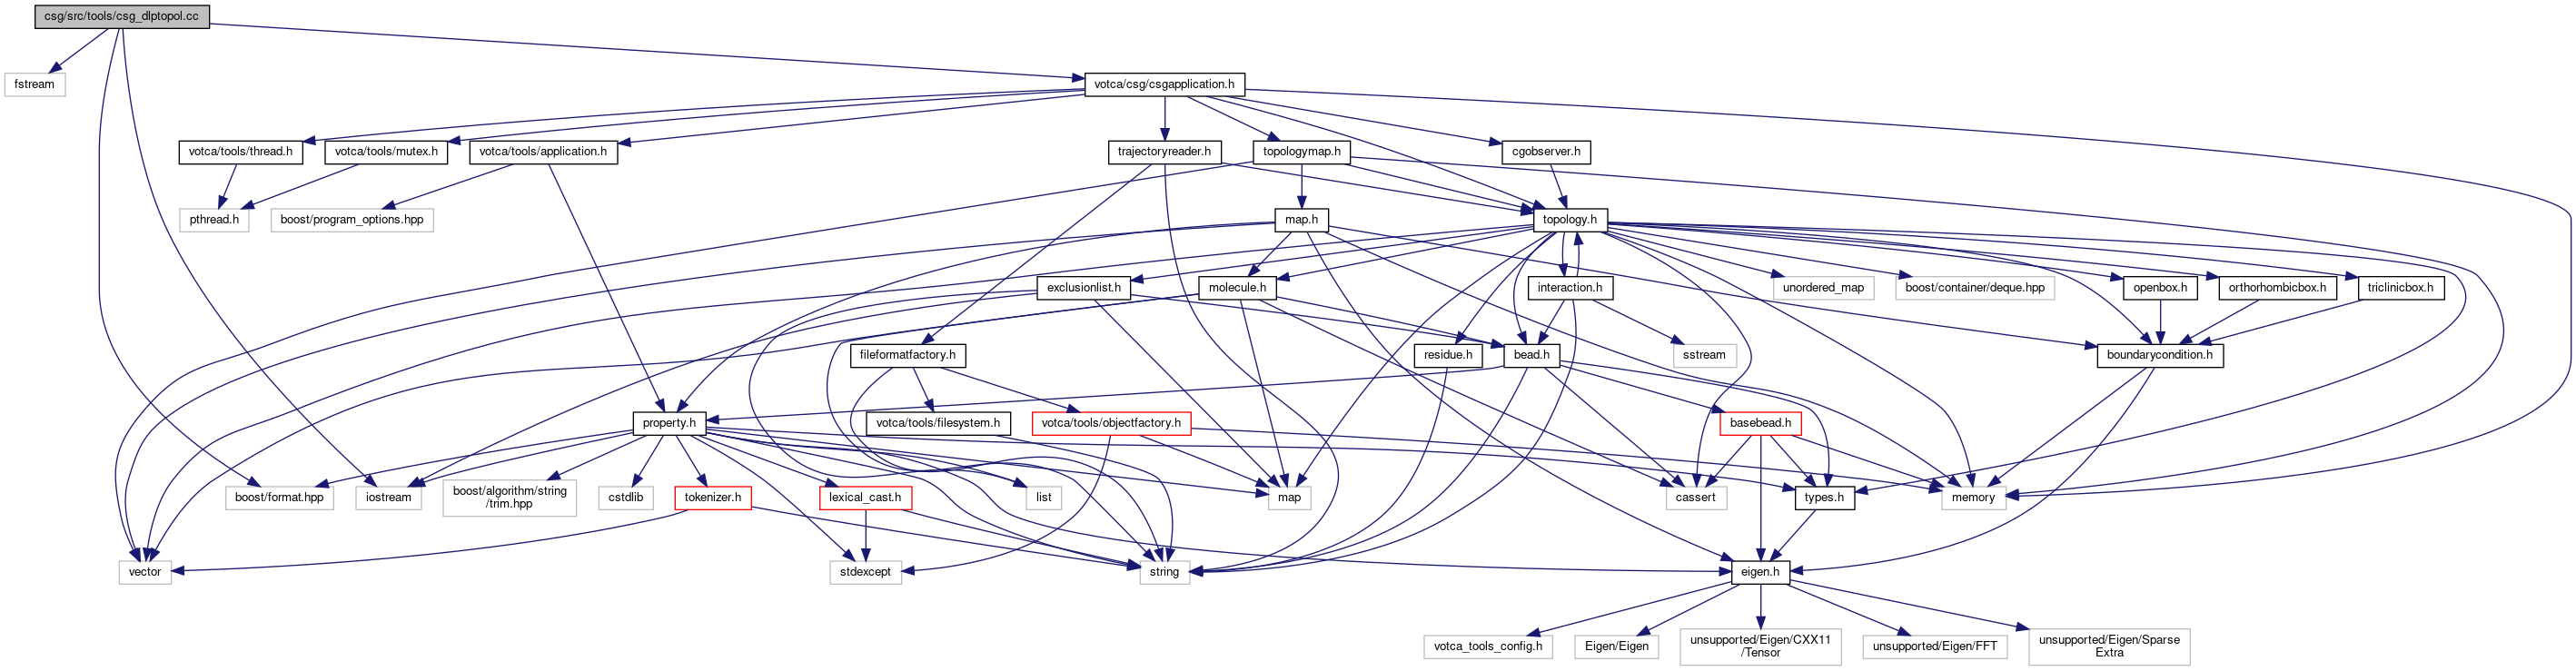 csg/src/tools/csg_dlptopol.cc
fstream
votca/csg/csgapplication.h
votca/tools/thread.h
votca/tools/mutex.h
votca/tools/application.h
trajectoryreader.h
topologymap.h
cgobserver.h
pthread.h
boost/program_options.hpp
map.h
topology.h
exclusionlist.h
molecule.h
interaction.h
unordered_map
boost/container/deque.hpp
openbox.h
orthorhombicbox.h
triclinicbox.h
fileformatfactory.h
residue.h
bead.h
sstream
boundarycondition.h
property.h
votca/tools/filesystem.h
votca/tools/objectfactory.h
basebead.h
boost/format.hpp
iostream
boost/algorithm/string
/trim.hpp
cstdlib
tokenizer.h
lexical_cast.h
list
map
cassert
types.h
memory
vector
stdexcept
string
eigen.h
votca_tools_config.h
Eigen/Eigen
unsupported/Eigen/CXX11
/Tensor
unsupported/Eigen/FFT
unsupported/Eigen/Sparse
Extra